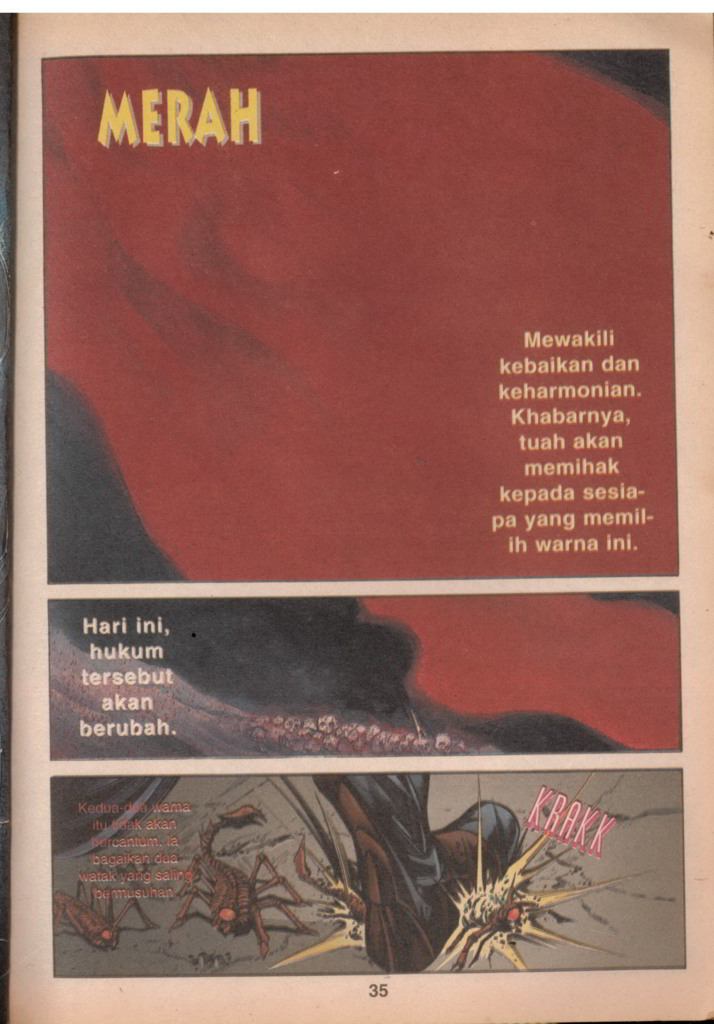 MERAH
Mewakili
kebaikan dan
keharmonian.
Khabarnya,
tuah akan
memihak
kepada sesia-
pa yang memil-
ih warna ini.
Hari ini,
hukum
tersebut
akan
berubah.
Kedua-dua warna
itu tidak akan
bercantum. Ia
bagaikan dua
watak yang saling
bermusuhan.
KRAKK
35